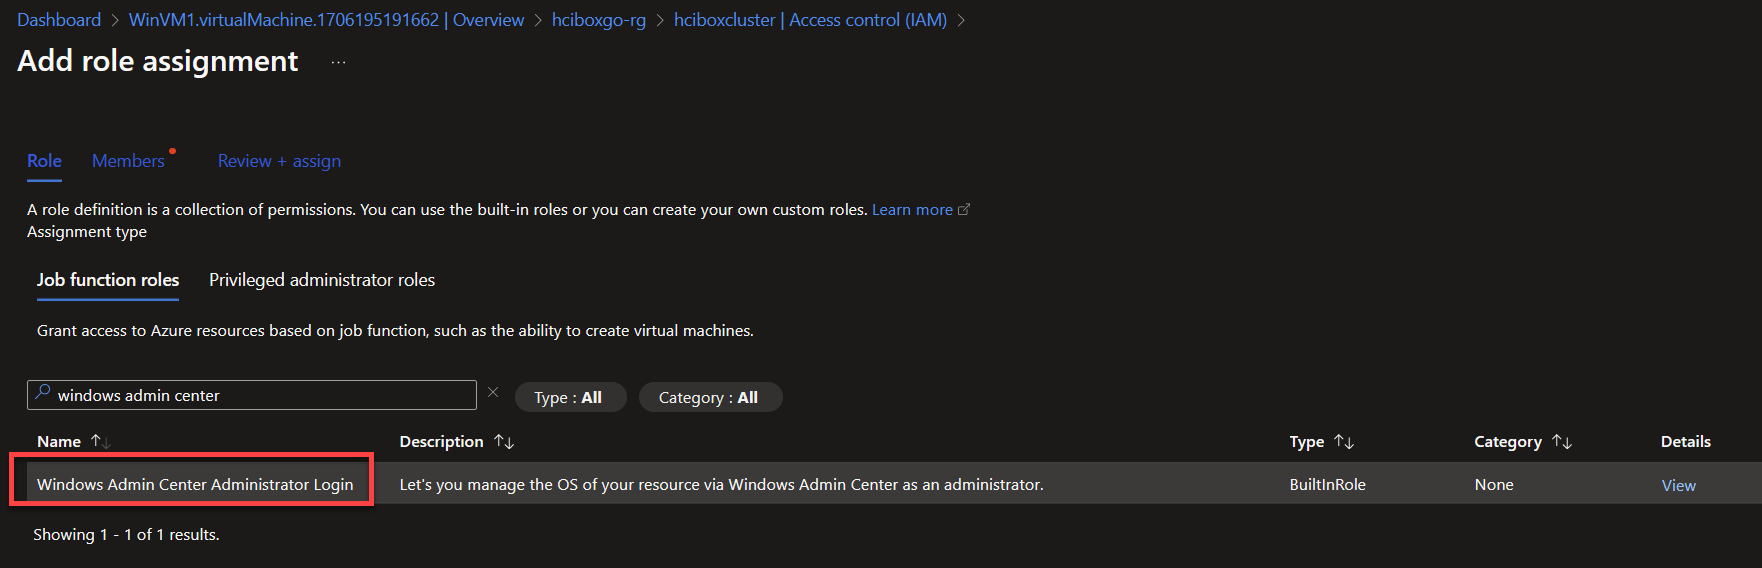 Dashboard > WinVM1.virtualMachine.1706195191662 | Overview > hciboxgo-rg > hciboxcluster | Access control (IAM) >
Add role assignment ...
Role Members Review + assign
A role definition is a collection of permissions. You can use the built-in roles or you can create your own custom roles. Learn more
Assignment type
Job function roles Privileged administrator roles
Grant access to Azure resources based on job function, such as the ability to create virtual machines.
windows admin center × Type : All Category : All
Name ↑↓ Description ↑↓ Type ↑↓ Category ↑↓ Details
Windows Admin Center Administrator Login Let's you manage the OS of your resource via Windows Admin Center as an administrator. BuiltInRole None View
Showing 1 - 1 of 1 results.